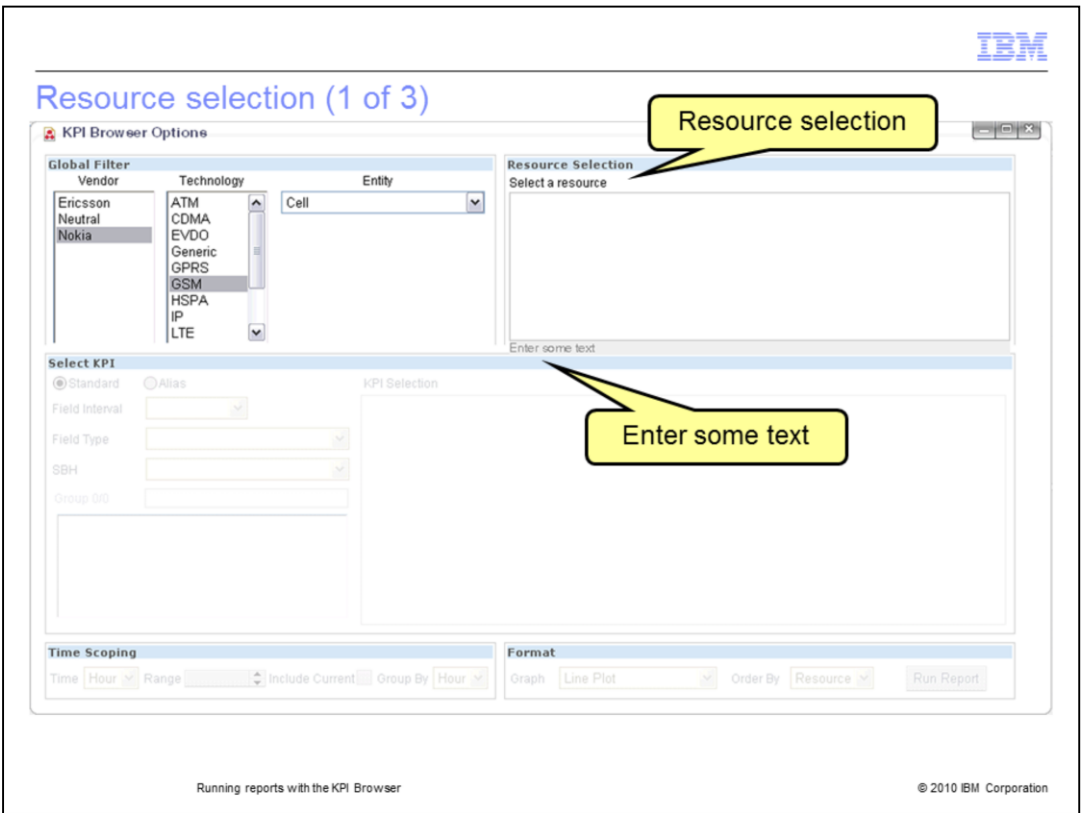 IBM
Resource selection (1 of 3)
Resource selection
KPI Browser Options
Global Filter
Vendor Technology Entity
Ericsson
Neutral
Nokia
ATM
CDMA
EVDO
Generic
GPRS
GSM
HSPA
IP
LTE
Cell
Resource Selection
Select a resource
Enter some text
Enter some text
Select KPI
Standard Alias
Field Interval
Field Type
SBH
Group 0/0
KPI Selection
Time Scoping
Time Hour Range Include Current Group By Hour
Format
Graph Line Plot Order By Resource Run Report
Running reports with the KPI Browser
© 2010 IBM Corporation